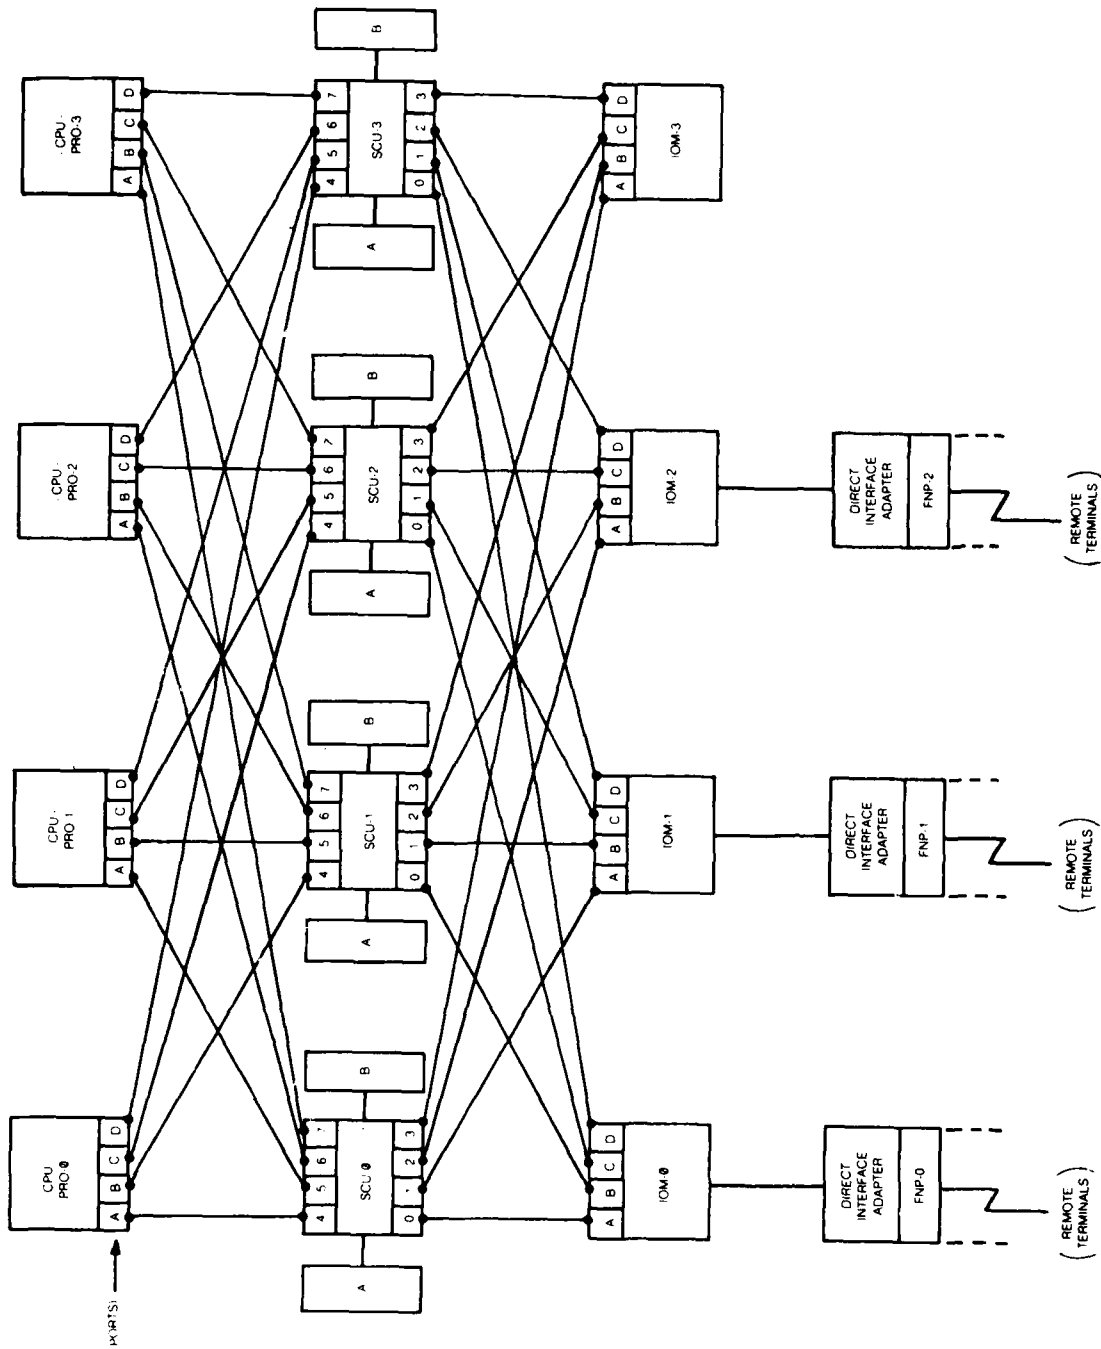 PORTS)
CPU
PRO-0
A B C D
CPU-
PRO-1
A B C D
CPU-
PRO-2
A B C D
CPU-
PRO-3
A B C D
A
4 5 6 7
SCU-0
0 1 2 3
B
A
4 5 6 7
SCU-1
0 1 2 3
B
A
4 5 6 7
SCU-2
0 1 2 3
B
A
4 5 6 7
SCU-3
0 1 2 3
B
A B C D
IOM-0
A B C D
IOM-1
A B C D
IOM-2
A B C D
IOM-3
DIRECT
INTERFACE
ADAPTER
FNP-0
DIRECT
INTERFACE
ADAPTER
FNP-1
DIRECT
INTERFACE
ADAPTER
FNP-2
(REMOTE
TERMINALS)
(REMOTE
TERMINALS)
(REMOTE
TERMINALS)